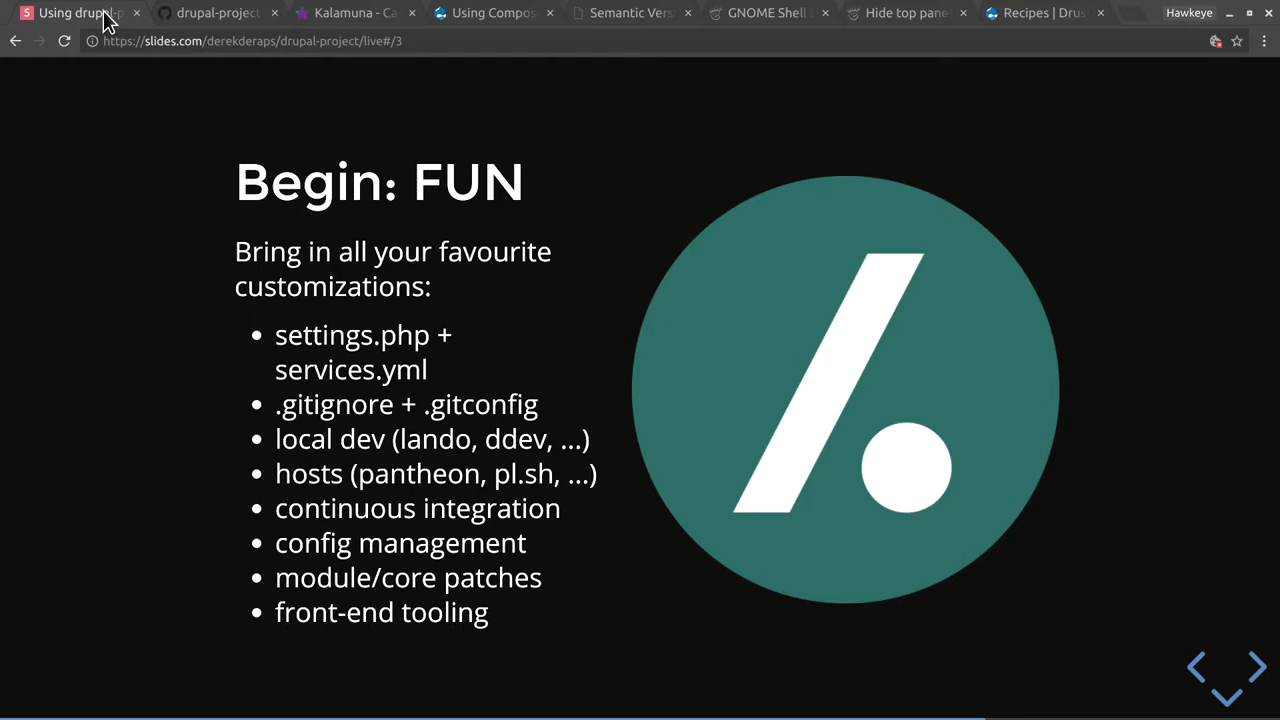 Using drupal-p
drupal-project
Kalamuna - Ca
Using Compos
Semantic Vers
GNOME Shell
Hide top pane
Recipes | Drus
Hawkeye
https://slides.com/derekderaps/drupal-project/live#/3
Begin: FUN
Bring in all your favourite
customizations:
• settings.php +
services.yml
• .gitignore + .gitconfig
• local dev (lando, ddev, ...)
• hosts (pantheon, pl.sh, ...)
• continuous integration
• config management
• module/core patches
• front-end tooling